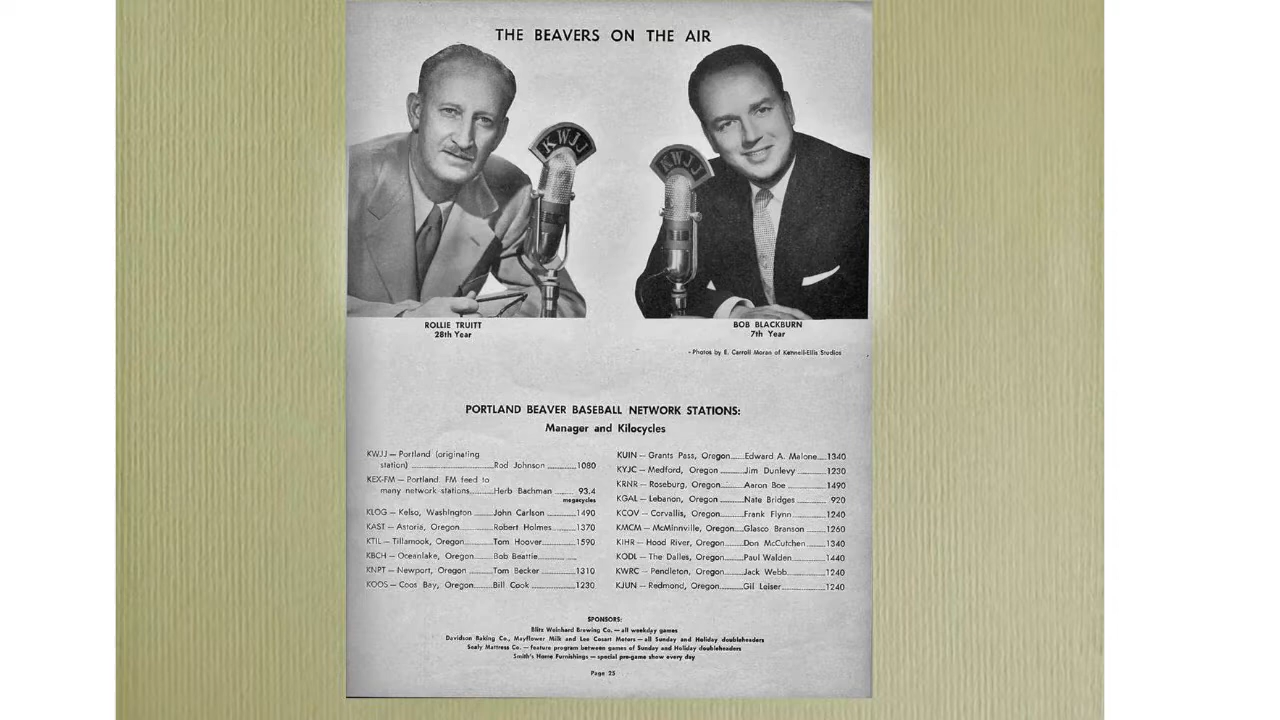 THE BEAVERS ON THE AIR
KWJJ
KWJJ
ROLLIE TRUITT
28th Year
BOB BLACKBURN
7th Year
- Photos by E. Carroll Moran of Kennell-Ellis Studios
PORTLAND BEAVER BASEBALL NETWORK STATIONS:
Manager and Kilocycles
KWJJ — Portland (originating
station) ........ Rod Johnson ........ 1080
KEX-FM — Portland. FM feed to
many network stations ........ Herb Bachman ........ 93.4
megacycles
KLOG — Kelso, Washington ........ John Carlson ........ 1490
KAST — Astoria, Oregon ........ Robert Holmes ........ 1370
KTIL — Tillamook, Oregon ........ Tom Hoover ........ 1590
KBCH — Oceanlake, Oregon ........ Bob Beattie ........
KNPT — Newport, Oregon ........ Tom Becker ........ 1310
KOOS — Coos Bay, Oregon ........ Bill Cook ........ 1230
KUIN — Grants Pass, Oregon ........ Edward A. Malone ........ 1340
KYJC — Medford, Oregon ........ Jim Dunlevy ........ 1230
KRNR — Roseburg, Oregon ........ Aaron Boe ........ 1490
KGAL — Lebanon, Oregon ........ Nate Bridges ........ 920
KCOV — Corvallis, Oregon ........ Frank Flynn ........ 1240
KMCM — McMinnville, Oregon ........ Glasco Branson ........ 1260
KIHR — Hood River, Oregon ........ Don McCutchen ........ 1340
KODL — The Dalles, Oregon ........ Paul Walden ........ 1440
KWRC — Pendleton, Oregon ........ Jack Webb ........ 1240
KJUN — Redmond, Oregon ........ Gil Leiser ........ 1240
SPONSORS:
Blitz Weinhard Brewing Co. — all weekday games
Davidson Baking Co., Mayflower Milk and Lee Cosart Motors — all Sunday and Holiday doubleheaders
Sealy Mattress Co. — feature program between games of Sunday and Holiday doubleheaders
Smith's Home Furnishings — special pre-game show every day
Page 25